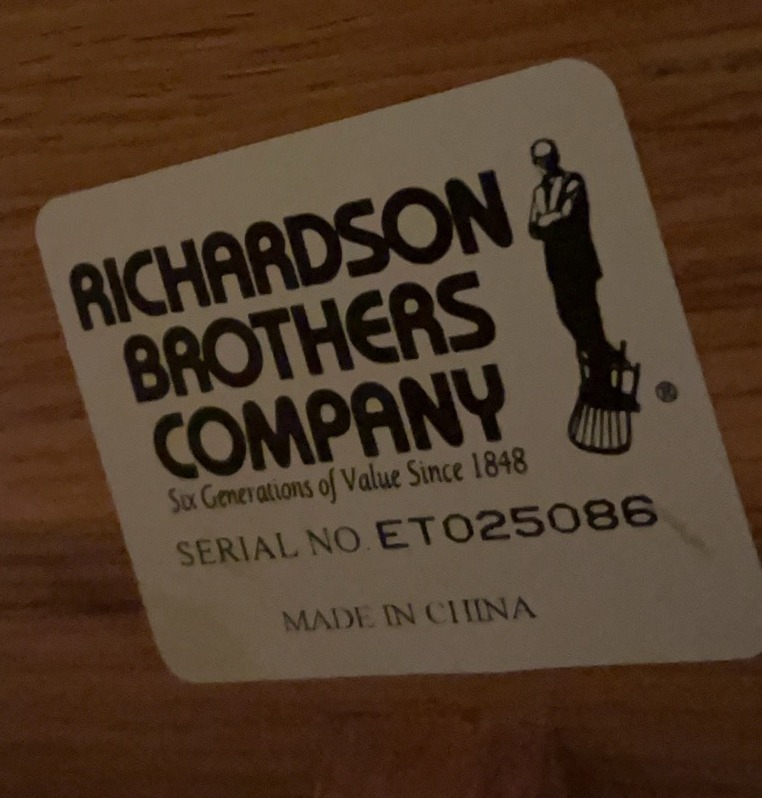 RICHARDSON
BROTHERS
COMPANY
®
Six Generations of Value Since 1848
SERIAL NO. ET025086
MADE IN CHINA